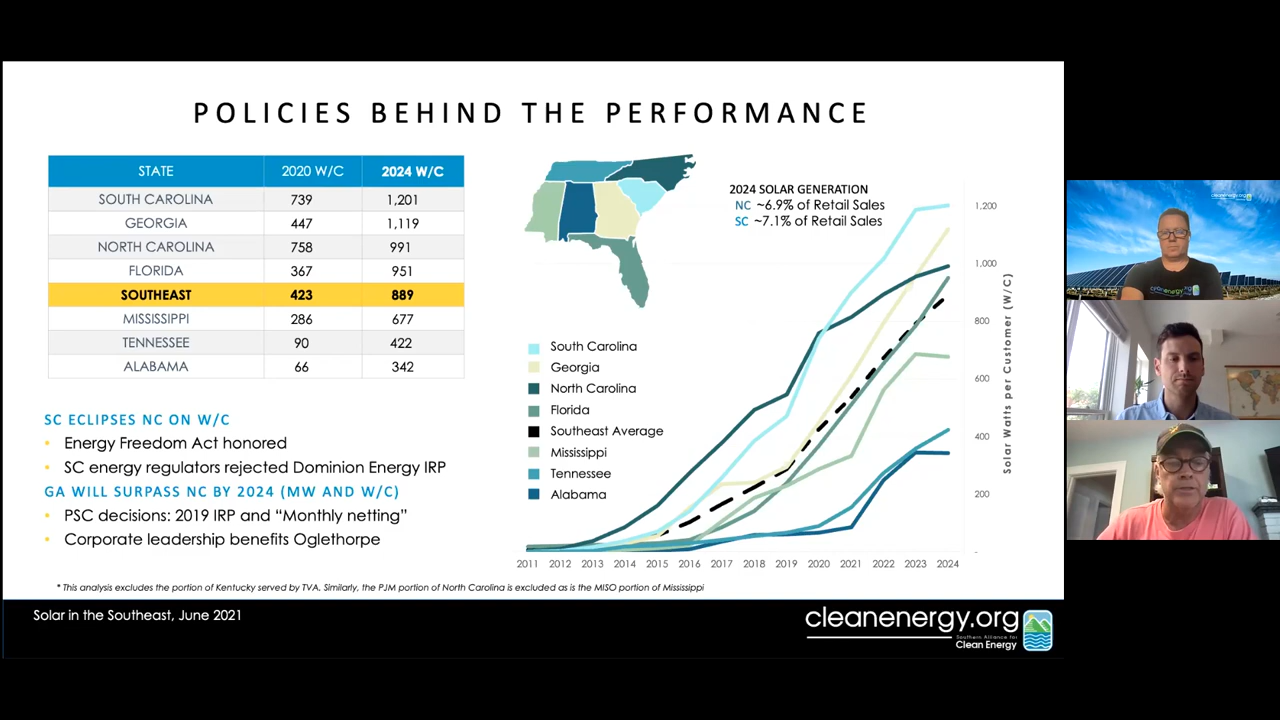 POLICIES BEHIND THE PERFORMANCE
STATE 2020 W/C 2024 W/C
SOUTH CAROLINA 739 1,201
GEORGIA 447 1,119
NORTH CAROLINA 758 991
FLORIDA 367 951
SOUTHEAST 423 889
MISSISSIPPI 286 677
TENNESSEE 90 422
ALABAMA 66 342
SC ECLIPSES NC ON W/C
• Energy Freedom Act honored
• SC energy regulators rejected Dominion Energy IRP
GA WILL SURPASS NC BY 2024 (MW AND W/C)
• PSC decisions: 2019 IRP and “Monthly netting”
• Corporate leadership benefits Oglethorpe
2024 SOLAR GENERATION
NC ~6.9% of Retail Sales
SC ~7.1% of Retail Sales
South Carolina
Georgia
North Carolina
Florida
Southeast Average
Mississippi
Tennessee
Alabama
1,200
1,000
800
600
400
200
-
Solar Watts per Customer (W/C)
2011 2012 2013 2014 2015 2016 2017 2018 2019 2020 2021 2022 2023 2024
* This analysis excludes the portion of Kentucky served by TVA. Similarly, the PJM portion of North Carolina is excluded as is the MISO portion of Mississippi
Solar in the Southeast, June 2021
cleanenergy.org
Southern Alliance for
Clean Energy
cleanenergy.org
cleanenergy.org